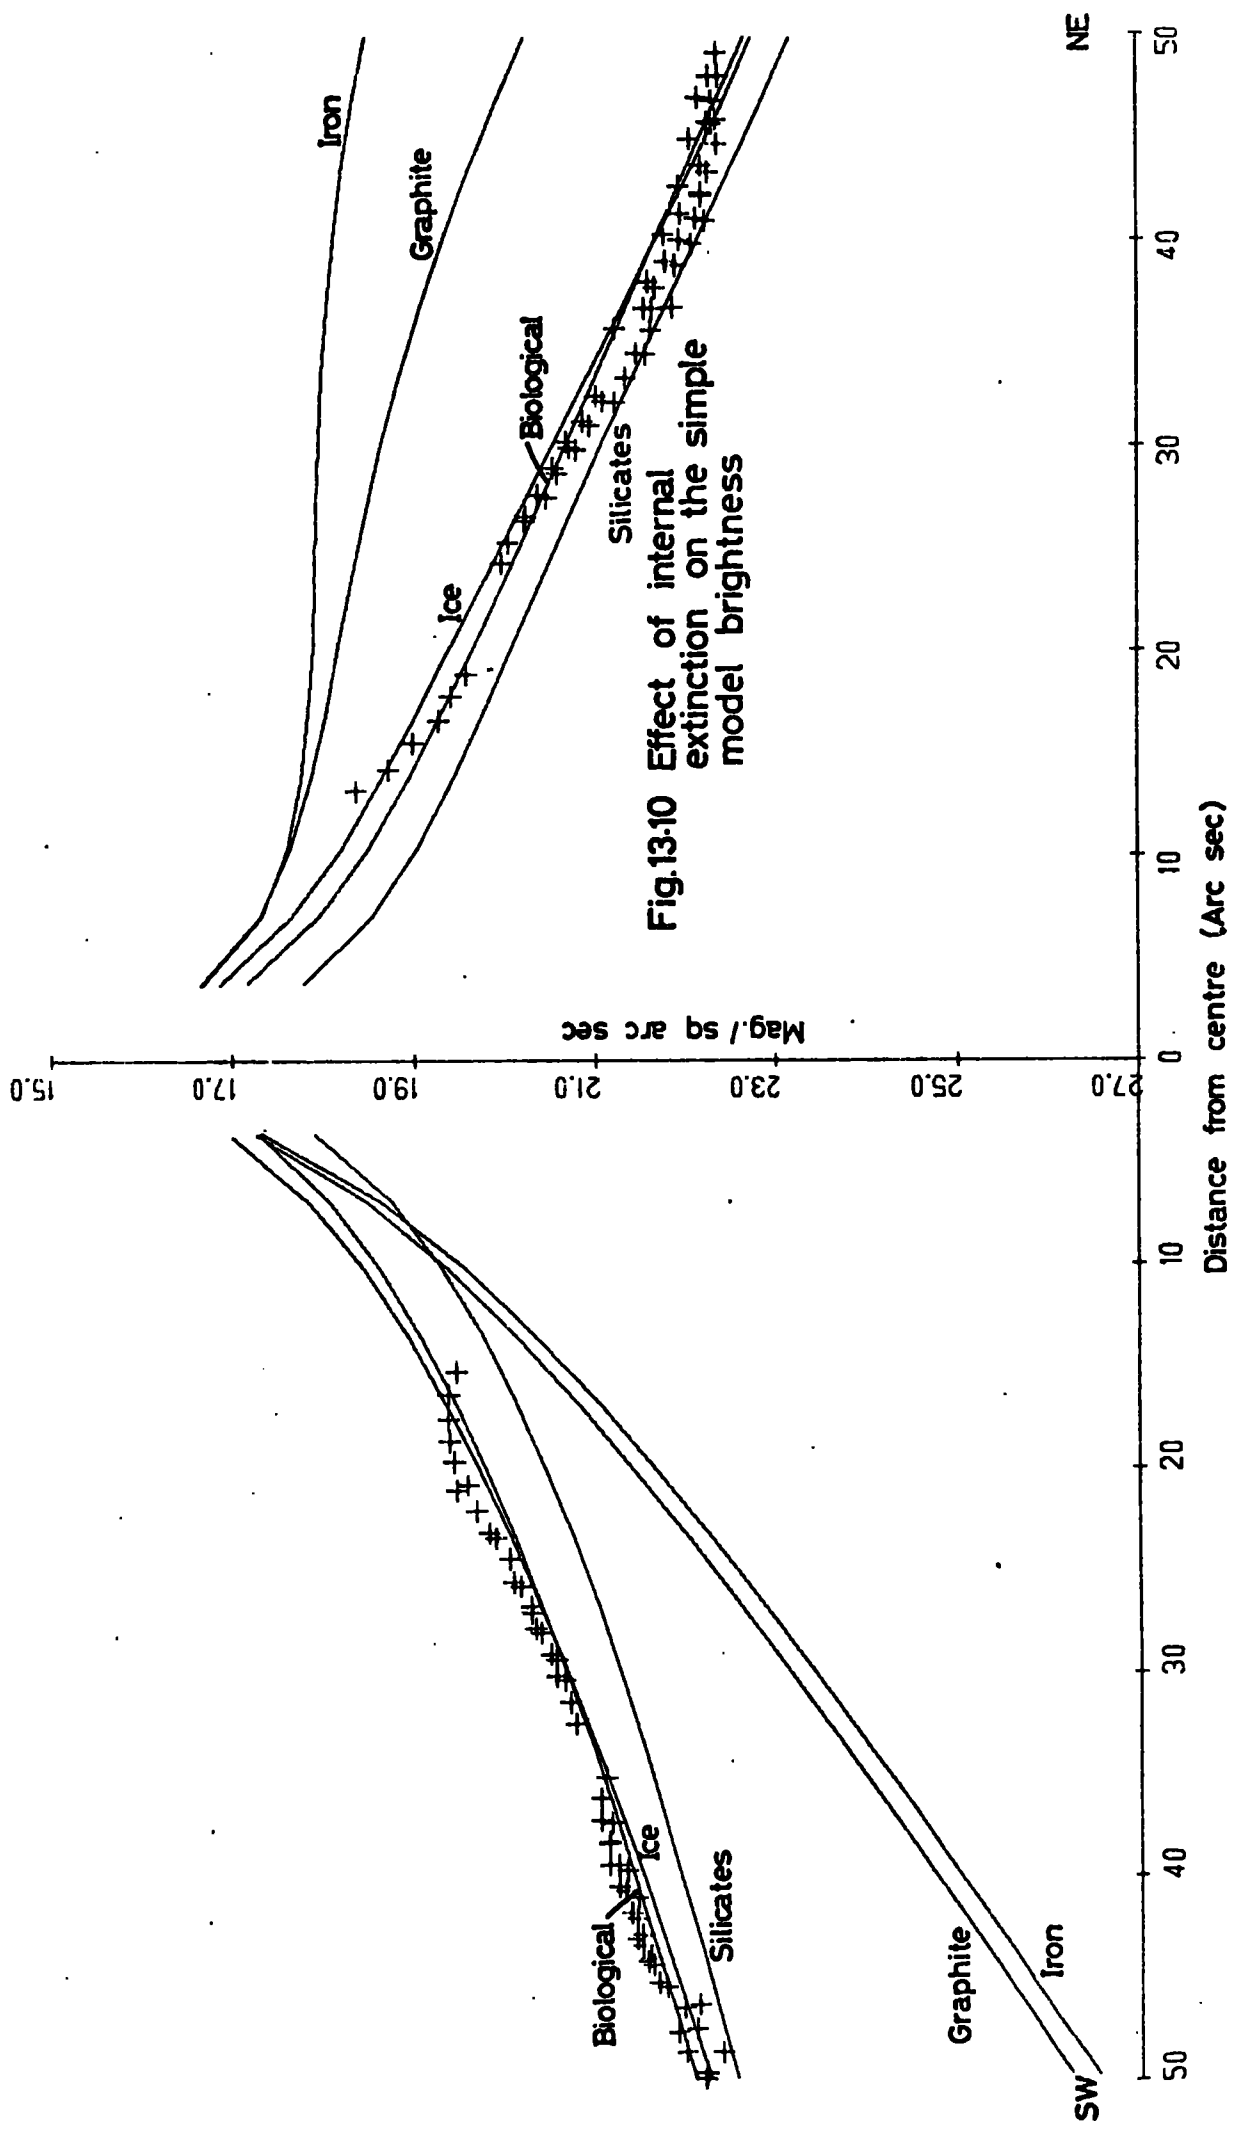 15.0
17.0
19.0
21.0
23.0
25.0
27.0
Mag./ sq arc sec
Biological
Ice
Silicates
Graphite
Iron
SW
Iron
Graphite
Biological
Ice
Silicates
NE
Fig.13·10 Effect of internal
extinction on the simple
model brightness
50 40 30 20 10 0 10 20 30 40 50
Distance from centre (Arc sec)